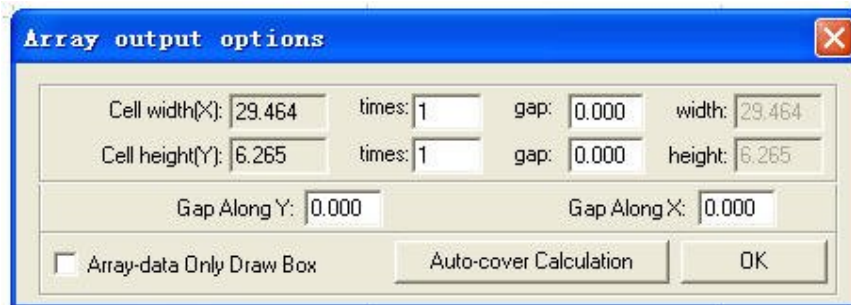 Array output options
Cell width(X): 29.464 times: 1 gap: 0.000 width: 29.464
Cell height(Y): 6.265 times: 1 gap: 0.000 height: 6.265
Gap Along Y: 0.000 Gap Along X: 0.000
Array-data Only Draw Box Auto-cover Calculation OK